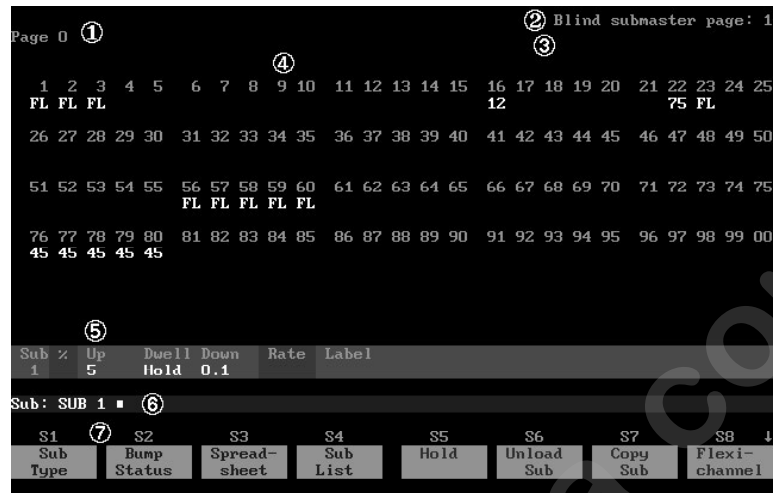 ② Blind submaster page: 1
Page 0 ①
③
④
1 2 3 4 5 6 7 8 9 10 11 12 13 14 15 16 17 18 19 20 21 22 23 24 25
FL FL FL 12 75 FL
26 27 28 29 30 31 32 33 34 35 36 37 38 39 40 41 42 43 44 45 46 47 48 49 50
51 52 53 54 55 56 57 58 59 60 61 62 63 64 65 66 67 68 69 70 71 72 73 74 75
FL FL FL FL FL
76 77 78 79 80 81 82 83 84 85 86 87 88 89 90 91 92 93 94 95 96 97 98 99 00
45 45 45 45 45
⑤
Sub % Up Dwell Down Rate Label
1 5 Hold 0.1
Sub: SUB 1 ■ ⑥
S1 ⑦ S2 S3 S4 S5 S6 S7 S8 ↓
Sub Bump Spread- Sub Hold Unload Copy Flexi-
Type Status sheet List Sub Sub channel